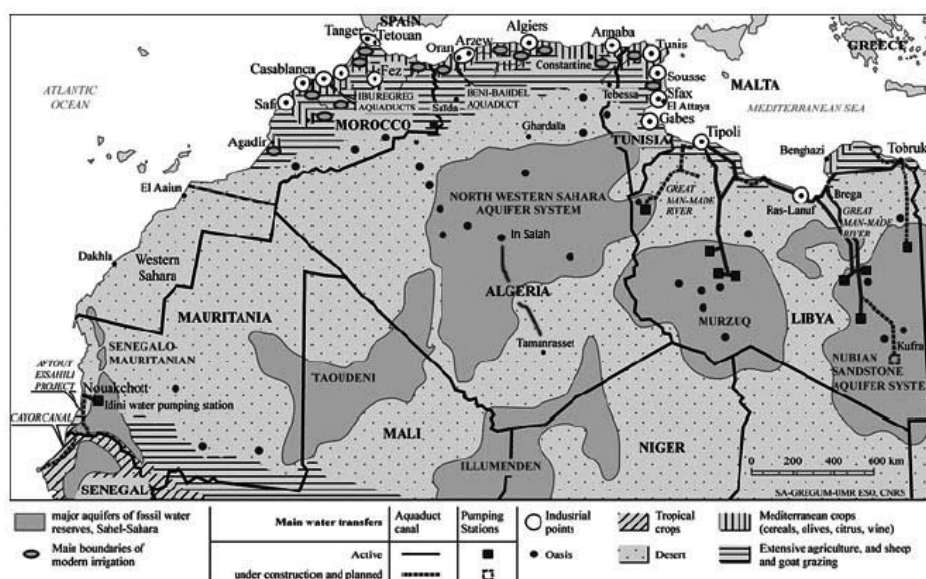 SPAIN
Tanger
Tetouan
Oran
Arzew
Algiers
Annaba
Tunis
GREECE
Casablanca
Fez
Constantine
Sousse
MALTA
ATLANTIC
OCEAN
Safi
IBUREGREG
AQUADUCTS
Saïda
BENI-BAHDEL
AQUADUCT
Tebessa
Sfax
El Attaya
MEDITERRANEAN SEA
MOROCCO
Ghardaïa
Gabes
TUNISIA
Tipoli
Agadir
Benghazi
Tobruk
El Aaiun
NORTH WESTERN SAHARA
AQUIFER SYSTEM
GREAT
MAN-MADE
RIVER
Ras-Lanuf
Brega
GREAT
MAN-MADE
RIVER
In Salah
Dakhla
Western
Sahara
ALGERIA
MAURITANIA
MURZUQ
LIBYA
SENEGALO-
MAURITANIAN
TAOUDENI
Tamanrasset
Kufra
NUBIAN
SANDSTONE
AQUIFER SYSTE
AFTOUT
ESSAHILI
PROJECT
Nouakchott
Idini water pumping station
CAYOR CANAL
MALI
NIGER
ILLUMENDEN
SENEGAL
0 200 400 600 km
SA-GREGUM-UMR ESO, CNRS
major aquifers of fossil water
reserves, Sahel-Sahara
Main boundaries of
modern irrigation
Main water transfers
Aquaduct
canal
Pumping
Stations
Active
under construction and planned
Industrial
points
Oasis
Tropical
crops
Desert
Mediterranean crops
(cereals, olives, citrus, vine)
Extensive agriculture, and sheep
and goat grazing